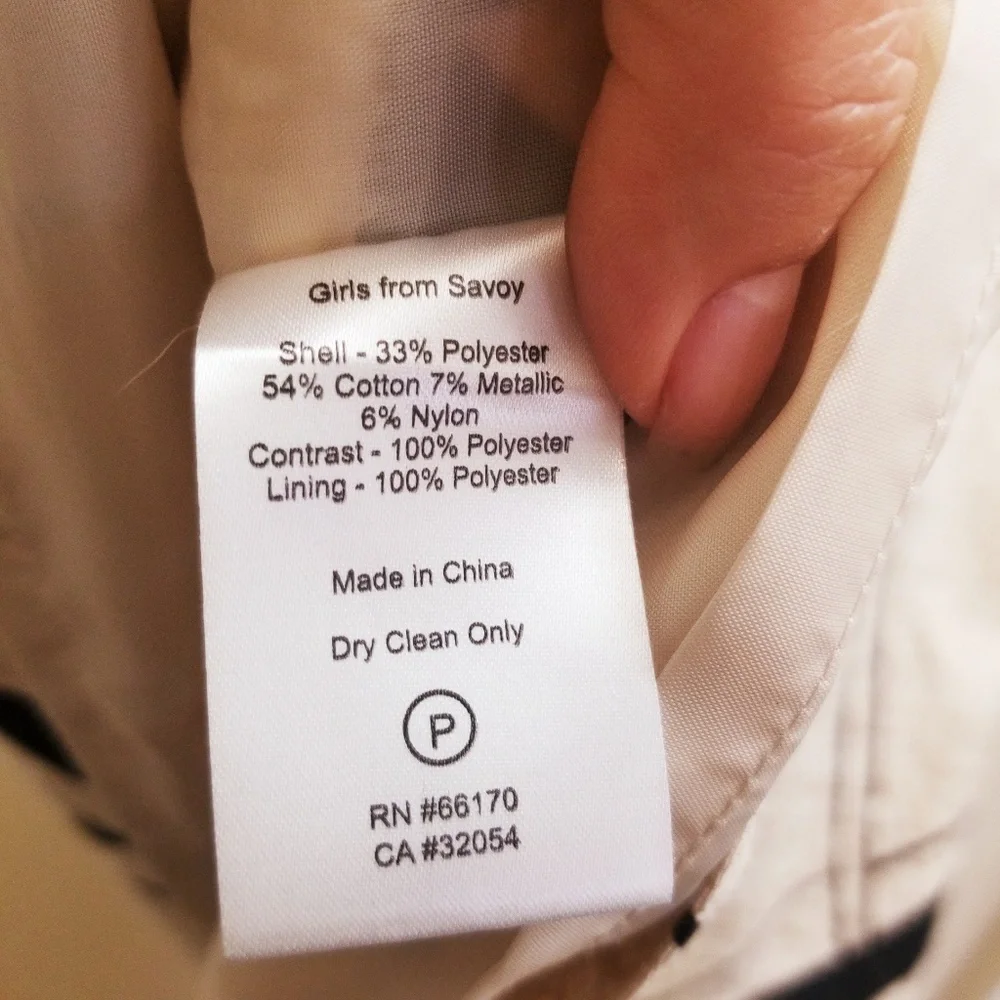 Girls from Savoy
Shell - 33% Polyester
54% Cotton 7% Metallic
6% Nylon
Contrast - 100% Polyester
Lining - 100% Polyester
Made in China
Dry Clean Only
P
RN #66170
CA #32054